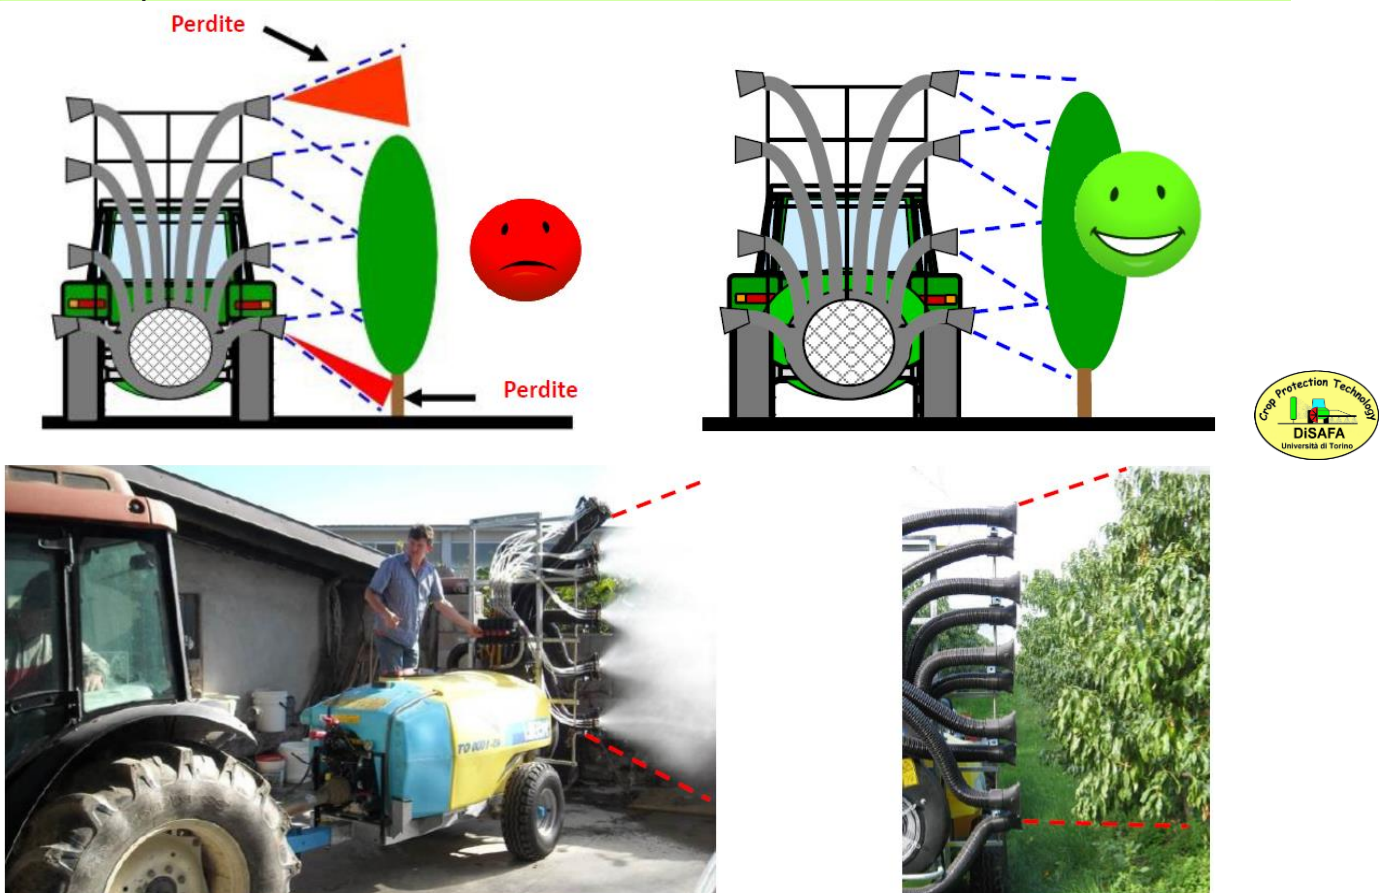 Perdite
Perdite
Crop Protection Technology
DiSAFA
Università di Torino